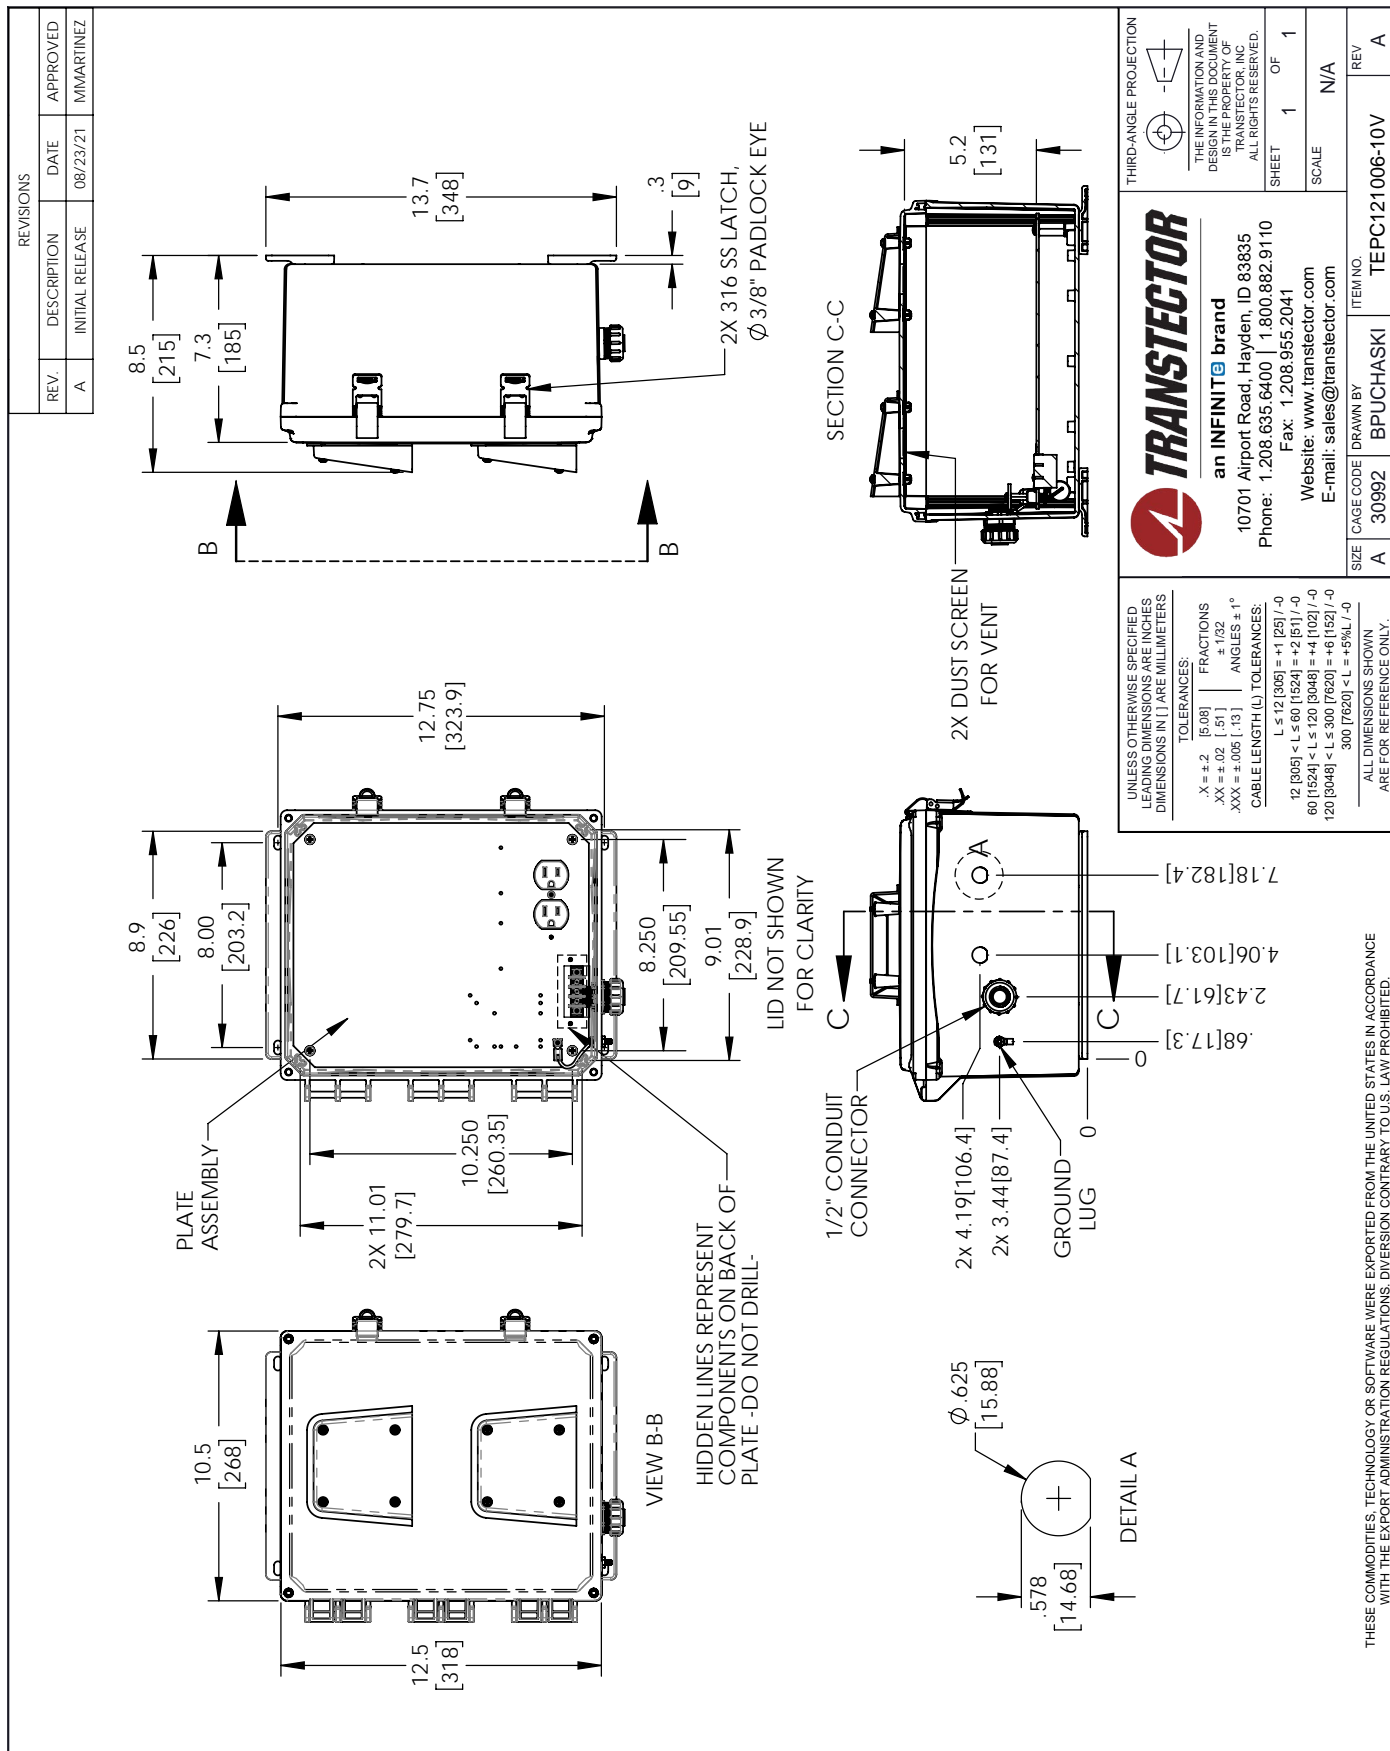 REVISIONS
REV. DESCRIPTION DATE APPROVED
A INITIAL RELEASE 08/23/21 MMARTINEZ
10.5
[268]
12.5
[318]
VIEW B-B
PLATE
ASSEMBLY
8.9
[226]
8.00
[203.2]
12.75
[323.9]
2X 11.01
[279.7]
10.250
[260.35]
8.250
[209.55]
9.01
[228.9]
LID NOT SHOWN
FOR CLARITY
HIDDEN LINES REPRESENT
COMPONENTS ON BACK OF
PLATE -DO NOT DRILL-
8.5
[215]
7.3
[185]
13.7
[348]
.3
[9]
B
B
2X 316 SS LATCH,
Ø 3/8" PADLOCK EYE
Ø.625
[15.88]
.578
[14.68]
DETAIL A
1/2" CONDUIT
CONNECTOR
2x 4.19[106.4]
2x 3.44[87.4]
GROUND
LUG
0
0
.68[17.3]
2.43[61.7]
4.06[103.1]
7.18[182.4]
C
C
A
SECTION C-C
5.2
[131]
2X DUST SCREEN
FOR VENT
UNLESS OTHERWISE SPECIFIED
LEADING DIMENSIONS ARE INCHES
DIMENSIONS IN [ ] ARE MILLIMETERS
TOLERANCES:
.X = ± .2 [5.08] FRACTIONS
.XX = ± .02 [ .51 ] ± 1/32
.XXX = ± .005 [ .13 ] ANGLES ± 1°
CABLE LENGTH (L) TOLERANCES:
L ≤ 12 [305] = +1 [25] / -0
12 [305] < L ≤ 60 [1524] = +2 [51] / -0
60 [1524] < L ≤ 120 [3048] = +4 [102] / -0
120 [3048] < L ≤ 300 [7620] = +6 [152] / -0
300 [7620] < L = +5%L / -0
ALL DIMENSIONS SHOWN
ARE FOR REFERENCE ONLY.
TRANSTECTOR
an INFINITe brand
10701 Airport Road, Hayden, ID 83835
Phone: 1.208.635.6400 | 1.800.882.9110
Fax: 1.208.955.2041
Website: www.transtector.com
E-mail: sales@transtector.com
THIRD-ANGLE PROJECTION
THE INFORMATION AND
DESIGN IN THIS DOCUMENT
IS THE PROPERTY OF
TRANSTECTOR, INC
ALL RIGHTS RESERVED.
SHEET 1 OF 1
SCALE N/A
SIZE A
CAGE CODE 30992
DRAWN BY BPUCHASKI
ITEM NO. TEPC121006-10V
REV A
THESE COMMODITIES, TECHNOLOGY OR SOFTWARE WERE EXPORTED FROM THE UNITED STATES IN ACCORDANCE
WITH THE EXPORT ADMINISTRATION REGULATIONS. DIVERSION CONTRARY TO U.S. LAW PROHIBITED.